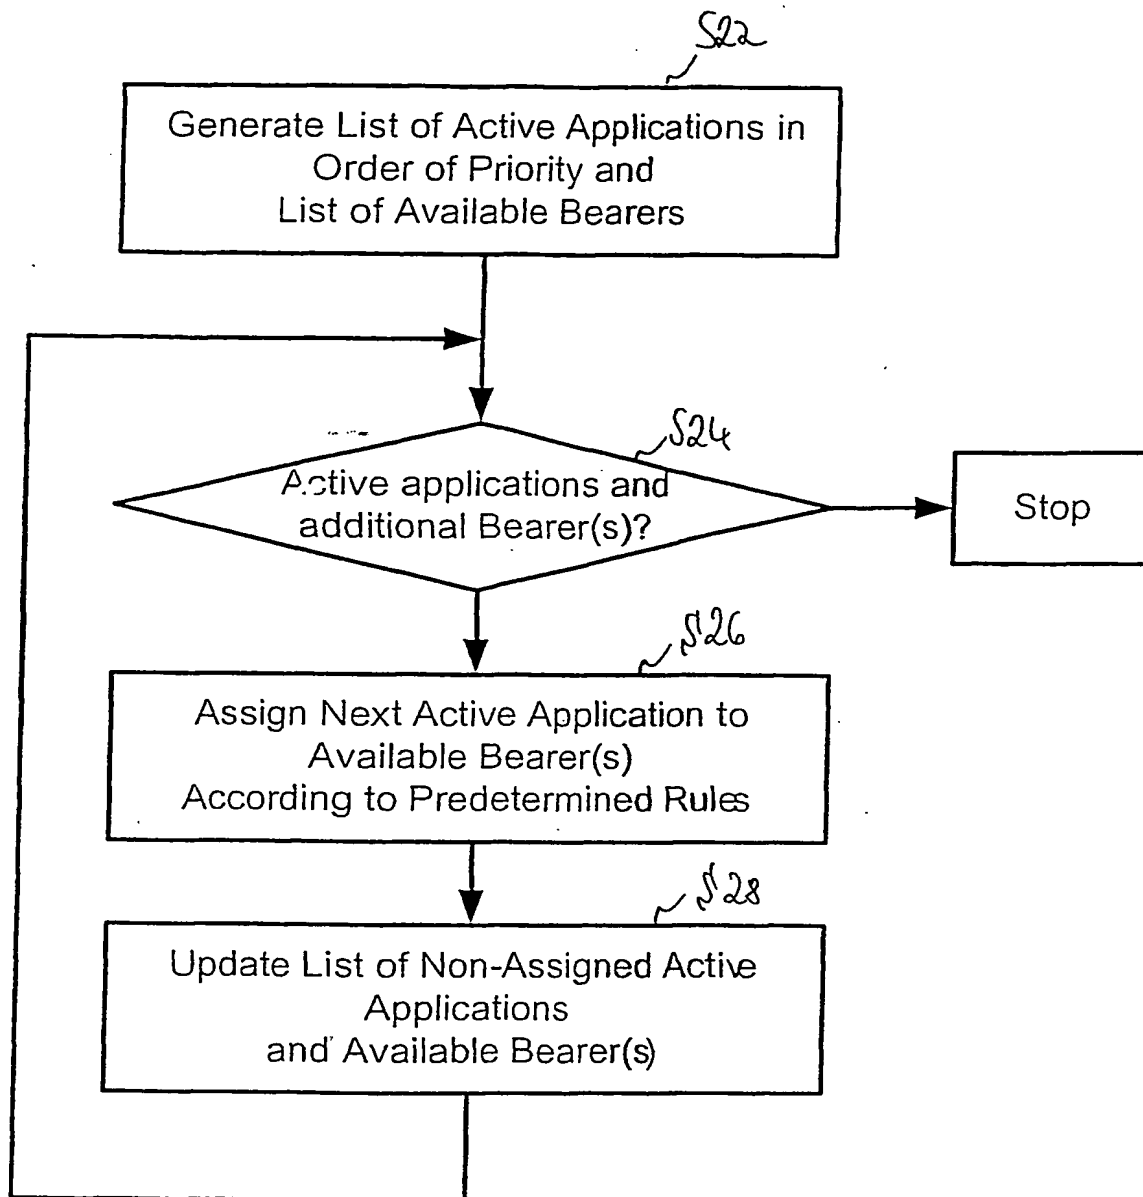 S22
Generate List of Active Applications in
Order of Priority and
List of Available Bearers
S24
Active applications and
additional Bearer(s)?
Stop
S26
Assign Next Active Application to
Available Bearer(s)
According to Predetermined Rules
S28
Update List of Non-Assigned Active
Applications
and Available Bearer(s)